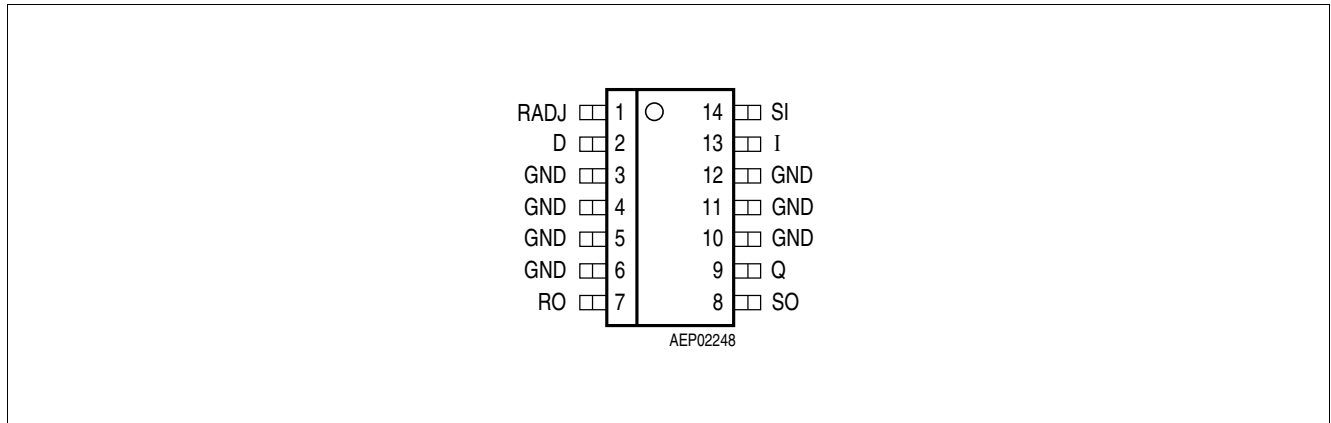 RADJ 1 14 SI
D 2 13 I
GND 3 12 GND
GND 4 11 GND
GND 5 10 GND
GND 6 9 Q
RO 7 8 SO
AEP02248